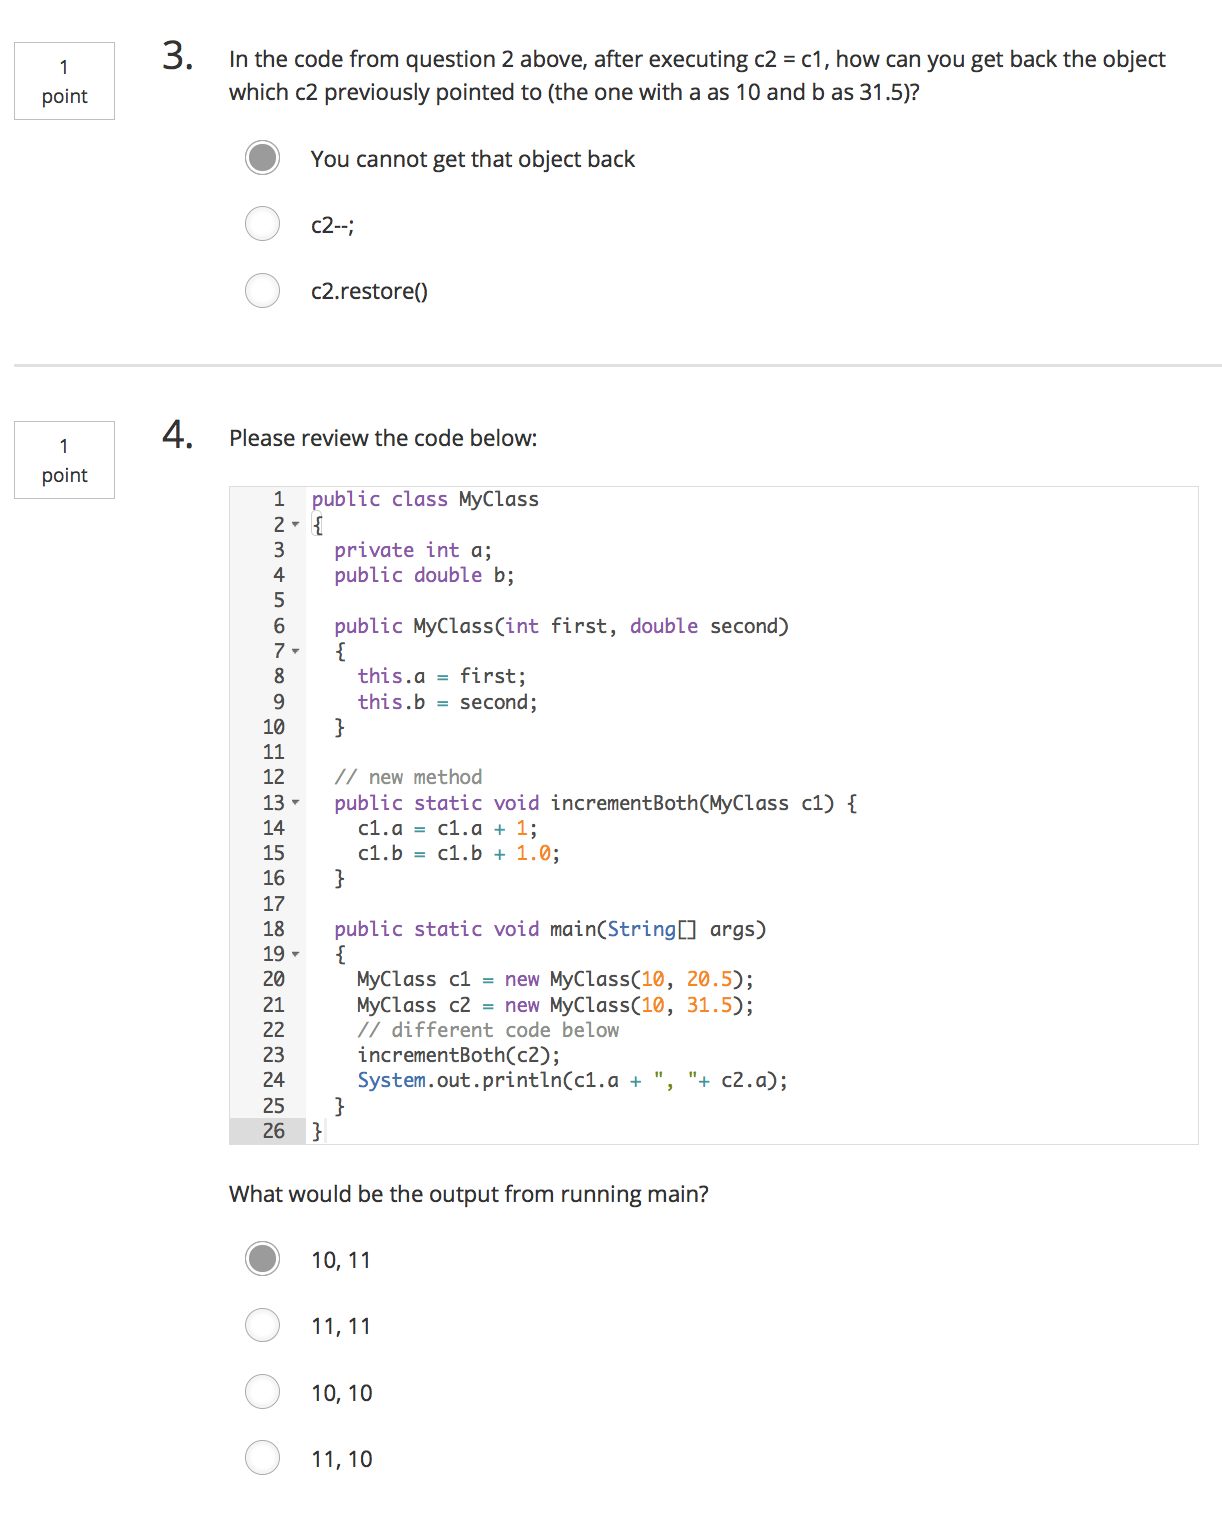 1
point
3.
In the code from question 2 above, after executing c2 = c1, how can you get back the object
which c2 previously pointed to (the one with a as 10 and b as 31.5)?
You cannot get that object back
c2--;
c2.restore()
1
point
4.
Please review the code below:
1 public class MyClass
2 {
3 private int a;
4 public double b;
5
6 public MyClass(int first, double second)
7 {
8 this.a = first;
9 this.b = second;
10 }
11
12 // new method
13 public static void incrementBoth(MyClass c1) {
14 c1.a = c1.a + 1;
15 c1.b = c1.b + 1.0;
16 }
17
18 public static void main(String[] args)
19 {
20 MyClass c1 = new MyClass(10, 20.5);
21 MyClass c2 = new MyClass(10, 31.5);
22 // different code below
23 incrementBoth(c2);
24 System.out.println(c1.a + ", "+ c2.a);
25 }
26 }
What would be the output from running main?
10, 11
11, 11
10, 10
11, 10